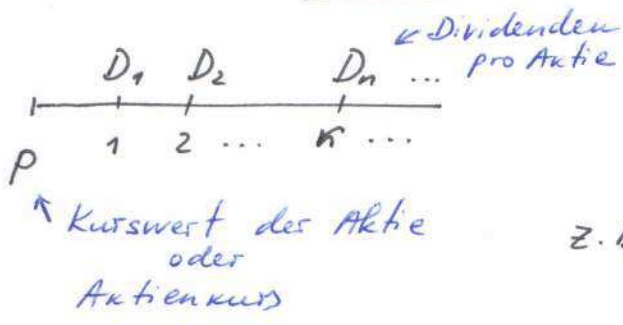 ← Dividenden
pro Aktie
D₁ D₂ Dₙ ...
1 2 ... n ...
P
↖ Kurswert der Aktie
oder
Aktienkurs
z.